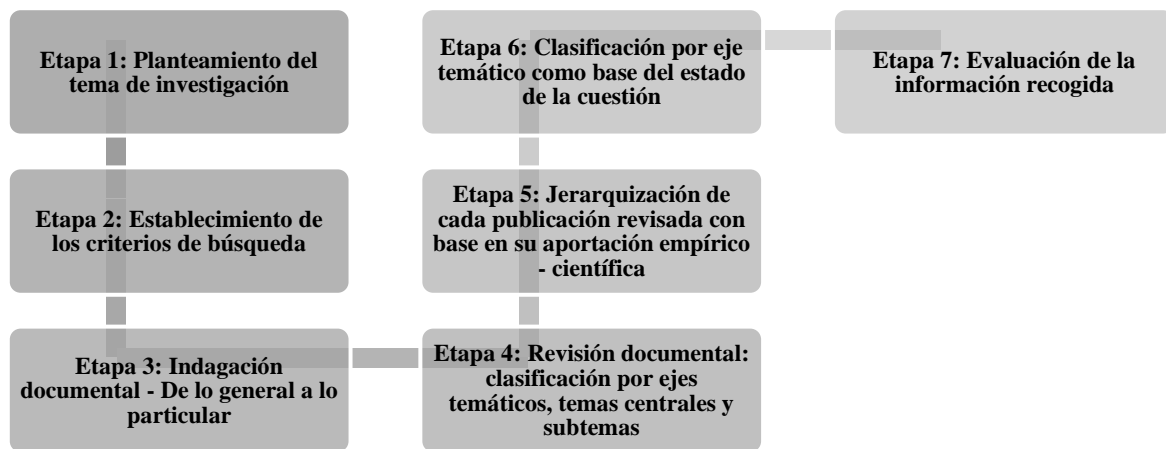 Etapa 1: Planteamiento del
tema de investigación
Etapa 2: Establecimiento de
los criterios de búsqueda
Etapa 3: Indagación
documental - De lo general a lo
particular
Etapa 4: Revisión documental:
clasificación por ejes
temáticos, temas centrales y
subtemas
Etapa 5: Jerarquización de
cada publicación revisada con
base en su aportación empírico
- científica
Etapa 6: Clasificación por eje
temático como base del estado
de la cuestión
Etapa 7: Evaluación de la
información recogida